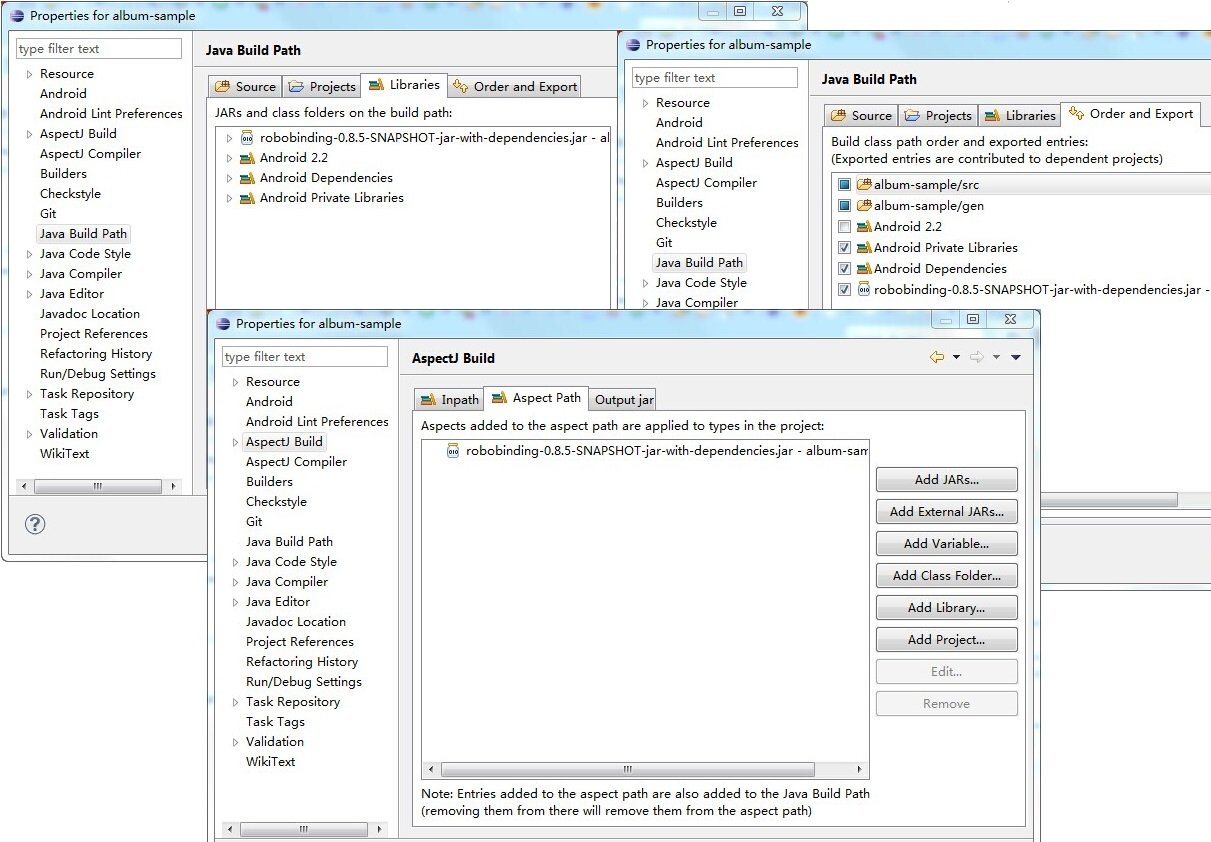 Properties for album-sample
type filter text
Resource
Android
Android Lint Preferences
AspectJ Build
AspectJ Compiler
Builders
Checkstyle
Git
Java Build Path
Java Code Style
Java Compiler
Java Editor
Javadoc Location
Project References
Refactoring History
Run/Debug Settings
Task Repository
Task Tags
Validation
WikiText
Java Build Path
Source Projects Libraries Order and Export
JARs and class folders on the build path:
robobinding-0.8.5-SNAPSHOT-jar-with-dependencies.jar - al
Android 2.2
Android Dependencies
Android Private Libraries
Properties for album-sample
type filter text
Resource
Android
Android Lint Preferences
AspectJ Build
AspectJ Compiler
Builders
Checkstyle
Git
Java Build Path
Java Code Style
Java Compiler
Java Build Path
Source Projects Libraries Order and Export
Build class path order and exported entries:
(Exported entries are contributed to dependent projects)
album-sample/src
album-sample/gen
Android 2.2
Android Private Libraries
Android Dependencies
robobinding-0.8.5-SNAPSHOT-jar-with-dependencies.jar -
Properties for album-sample
type filter text
Resource
Android
Android Lint Preferences
AspectJ Build
AspectJ Compiler
Builders
Checkstyle
Git
Java Build Path
Java Code Style
Java Compiler
Java Editor
Javadoc Location
Project References
Refactoring History
Run/Debug Settings
Task Repository
Task Tags
Validation
WikiText
AspectJ Build
Inpath Aspect Path Output jar
Aspects added to the aspect path are applied to types in the project:
robobinding-0.8.5-SNAPSHOT-jar-with-dependencies.jar - album-sam
Add JARs...
Add External JARs...
Add Variable...
Add Class Folder...
Add Library...
Add Project...
Edit...
Remove
Note: Entries added to the aspect path are also added to the Java Build Path
(removing them from there will remove them from the aspect path)